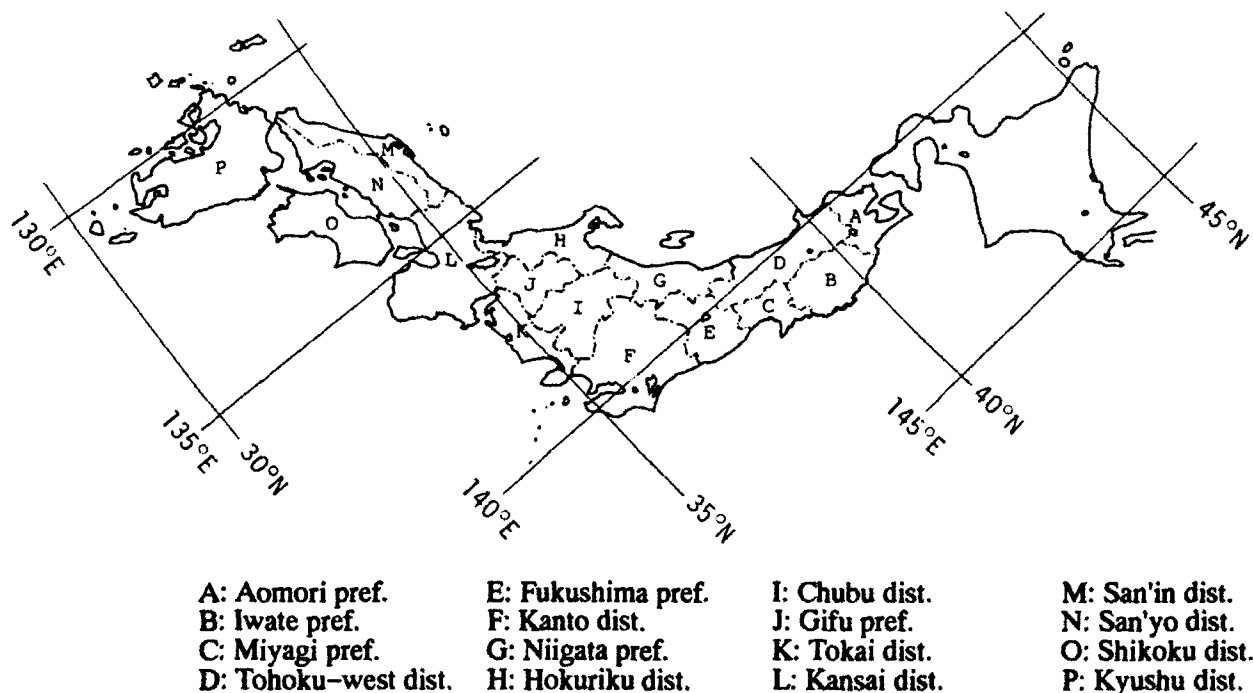 P
M
N
O
L
H
J
I
K
G
F
E
D
C
B
A
130°E
135°E
30°N
140°E
35°N
145°E
40°N
45°N
A: Aomori pref. E: Fukushima pref. I: Chubu dist. M: San'in dist.
B: Iwate pref. F: Kanto dist. J: Gifu pref. N: San'yo dist.
C: Miyagi pref. G: Niigata pref. K: Tokai dist. O: Shikoku dist.
D: Tohoku-west dist. H: Hokuriku dist. L: Kansai dist. P: Kyushu dist.